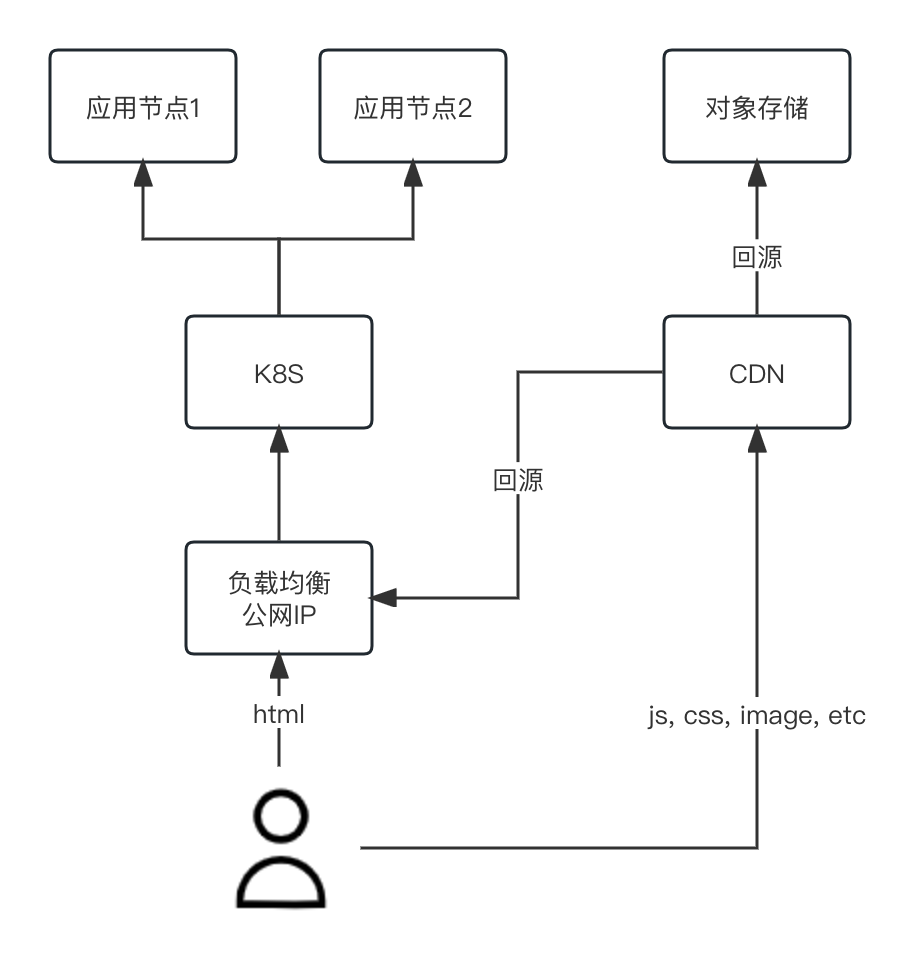 应用节点1
应用节点2
对象存储
回源
K8S
CDN
回源
负载均衡
公网IP
html
js, css, image, etc